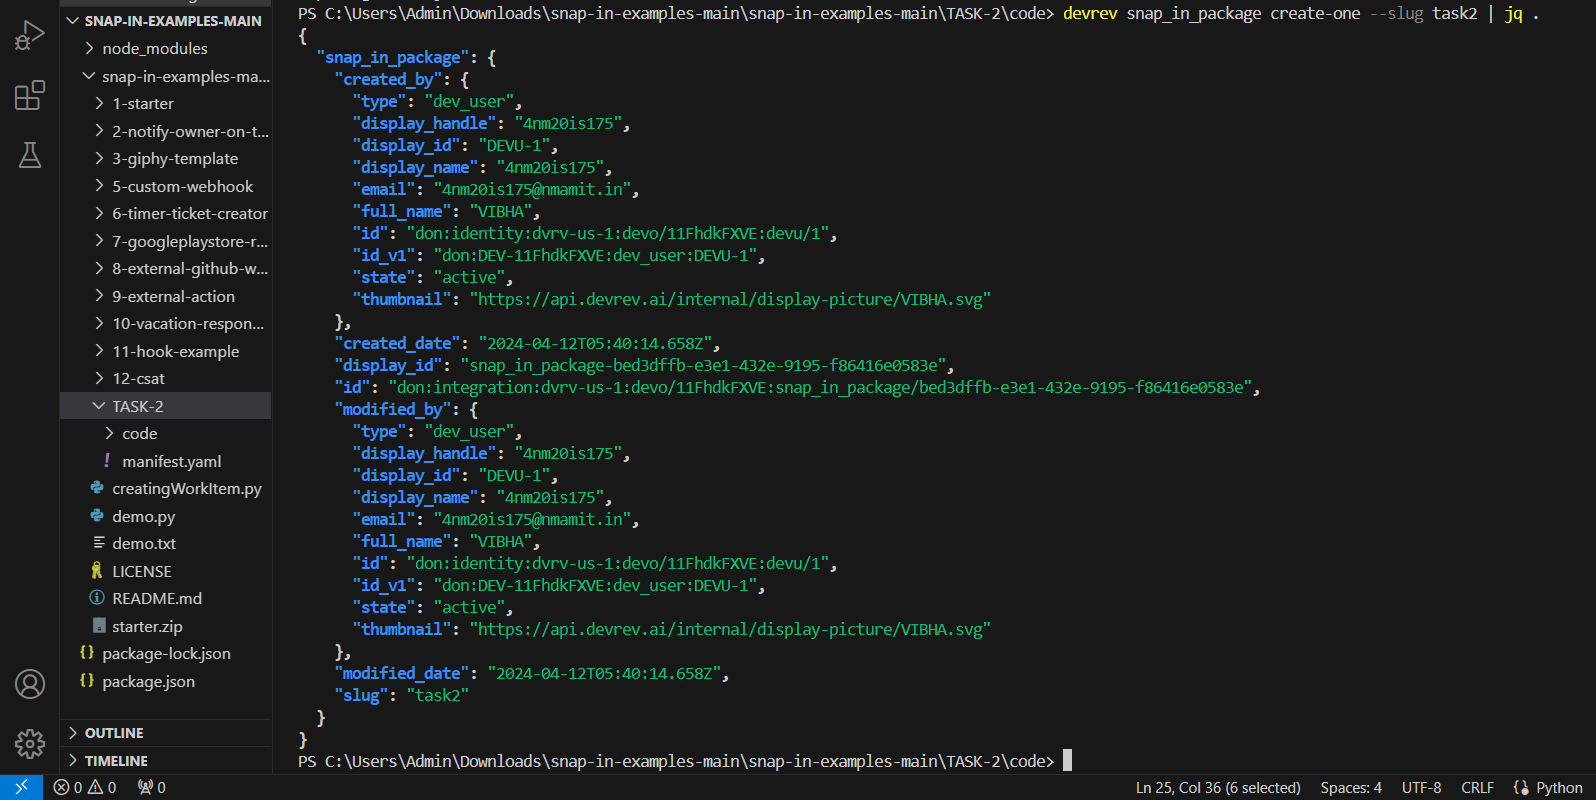 SNAP-IN-EXAMPLES-MAIN
node_modules
snap-in-examples-ma...
1-starter
2-notify-owner-on-t...
3-giphy-template
5-custom-webhook
6-timer-ticket-creator
7-googleplaystore-r...
8-external-github-w...
9-external-action
10-vacation-respon...
11-hook-example
12-csat
TASK-2
code
! manifest.yaml
creatingWorkItem.py
demo.py
demo.txt
LICENSE
README.md
starter.zip
{} package-lock.json
{} package.json
OUTLINE
TIMELINE
PS C:\Users\Admin\Downloads\snap-in-examples-main\snap-in-examples-main\TASK-2\code> devrev snap_in_package create-one --slug task2 | jq .
{
  "snap_in_package": {
    "created_by": {
      "type": "dev_user",
      "display_handle": "4nm20is175",
      "display_id": "DEVU-1",
      "display_name": "4nm20is175",
      "email": "4nm20is175@nmamit.in",
      "full_name": "VIBHA",
      "id": "don:identity:dvrv-us-1:devo/11FhdkFXVE:devu/1",
      "id_v1": "don:DEV-11FhdkFXVE:dev_user:DEVU-1",
      "state": "active",
      "thumbnail": "https://api.devrev.ai/internal/display-picture/VIBHA.svg"
    },
    "created_date": "2024-04-12T05:40:14.658Z",
    "display_id": "snap_in_package-bed3dffb-e3e1-432e-9195-f86416e0583e",
    "id": "don:integration:dvrv-us-1:devo/11FhdkFXVE:snap_in_package/bed3dffb-e3e1-432e-9195-f86416e0583e",
    "modified_by": {
      "type": "dev_user",
      "display_handle": "4nm20is175",
      "display_id": "DEVU-1",
      "display_name": "4nm20is175",
      "email": "4nm20is175@nmamit.in",
      "full_name": "VIBHA",
      "id": "don:identity:dvrv-us-1:devo/11FhdkFXVE:devu/1",
      "id_v1": "don:DEV-11FhdkFXVE:dev_user:DEVU-1",
      "state": "active",
      "thumbnail": "https://api.devrev.ai/internal/display-picture/VIBHA.svg"
    },
    "modified_date": "2024-04-12T05:40:14.658Z",
    "slug": "task2"
  }
}
PS C:\Users\Admin\Downloads\snap-in-examples-main\snap-in-examples-main\TASK-2\code>
0 0 0 Ln 25, Col 36 (6 selected) Spaces: 4 UTF-8 CRLF Python